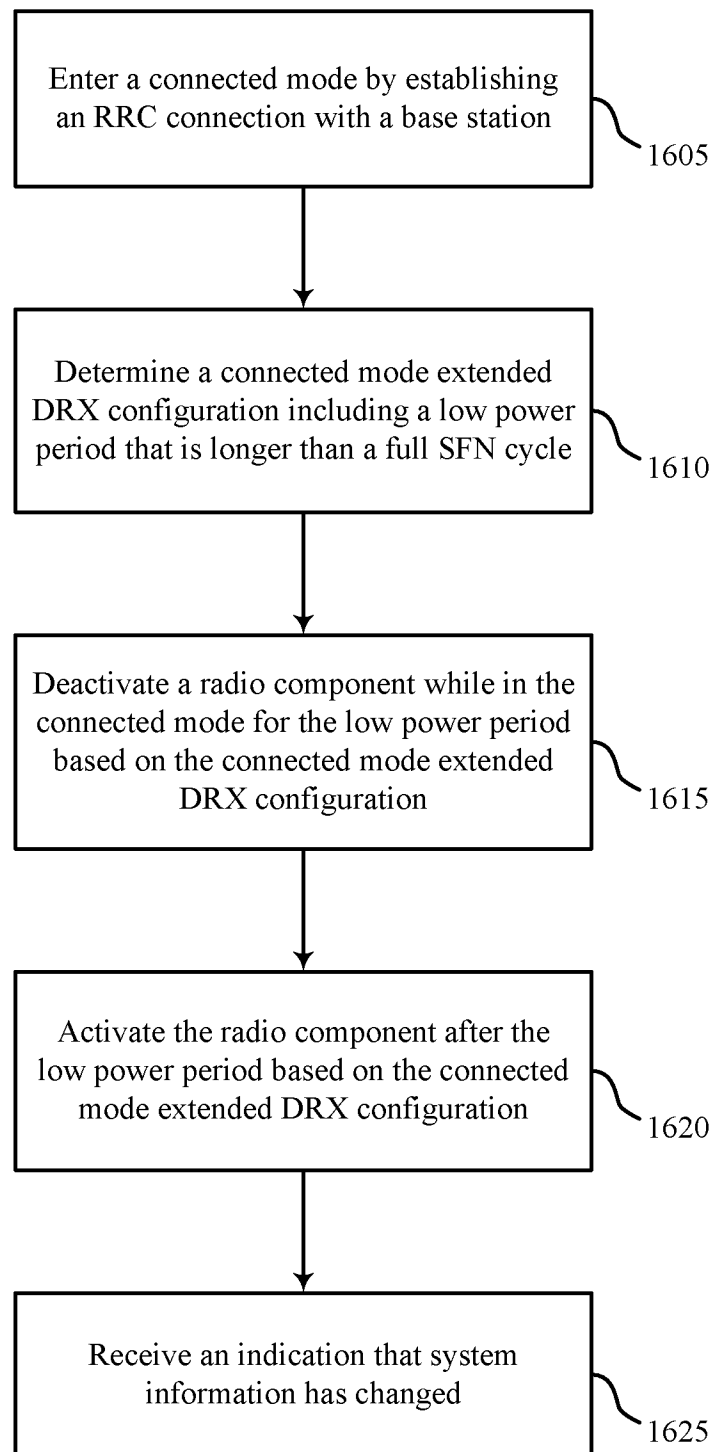 Enter a connected mode by establishing
an RRC connection with a base station
1605
Determine a connected mode extended
DRX configuration including a low power
period that is longer than a full SFN cycle
1610
Deactivate a radio component while in the
connected mode for the low power period
based on the connected mode extended
DRX configuration
1615
Activate the radio component after the
low power period based on the connected
mode extended DRX configuration
1620
Receive an indication that system
information has changed
1625